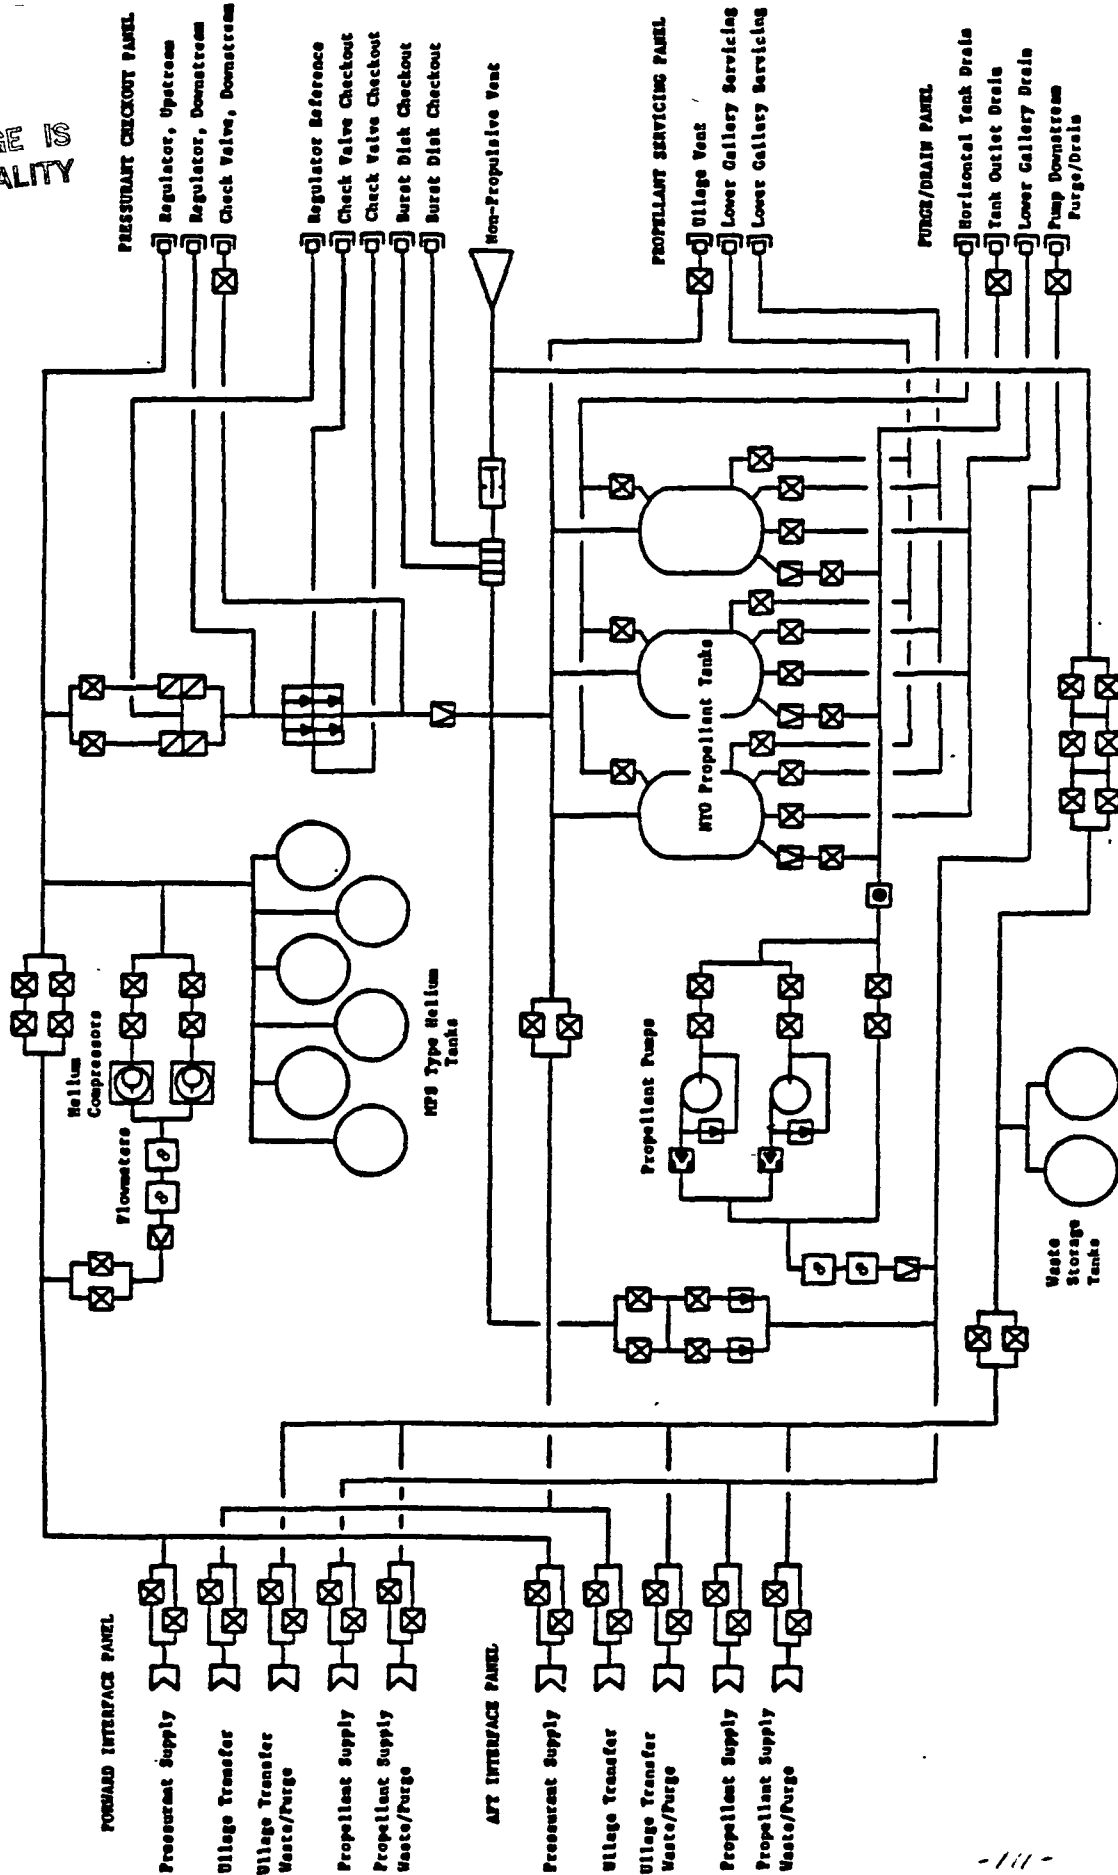 GE IS
ALITY
PRESSURANT CHECKOUT PANEL
Regulator, Upstream
Regulator, Downstream
Check Valve, Downstream
Regulator Reference
Check Valve Checkout
Check Valve Checkout
Burst Disk Checkout
Burst Disk Checkout
Non-Propulsive Vent
PROPELLANT SERVICING PANEL
Ullage Vent
Lower Gallery Servicing
Lower Gallery Servicing
PURGE/DRAIN PANEL
Horizontal Tank Drain
Tank Outlet Drain
Lower Gallery Drain
Pump Downstream
Purge/Drain
NTO Propellant Tanks
Helium
Compressors
Flowmeters
MPS Type Helium
Tanks
Propellant Pumps
Waste
Storage
Tanks
FORWARD INTERFACE PANEL
Pressurant Supply
Ullage Transfer
Ullage Transfer
Waste/Purge
Propellant Supply
Propellant Supply
Waste/Purge
AFT INTERFACE PANEL
Pressurant Supply
Ullage Transfer
Ullage Transfer
Waste/Purge
Propellant Supply
Propellant Supply
Waste/Purge